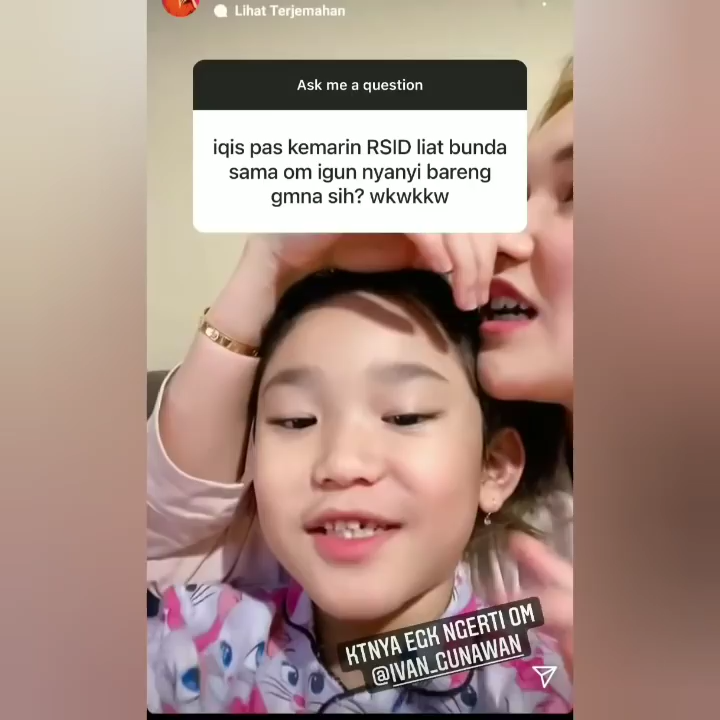 Lihat Terjemahan
Ask me a question
iqis pas kemarin RSID liat bunda
sama om igun nyanyi bareng
gmna sih? wkwkkw
KTNYA EGK NGERTI OM
@IVAN_GUNAWAN